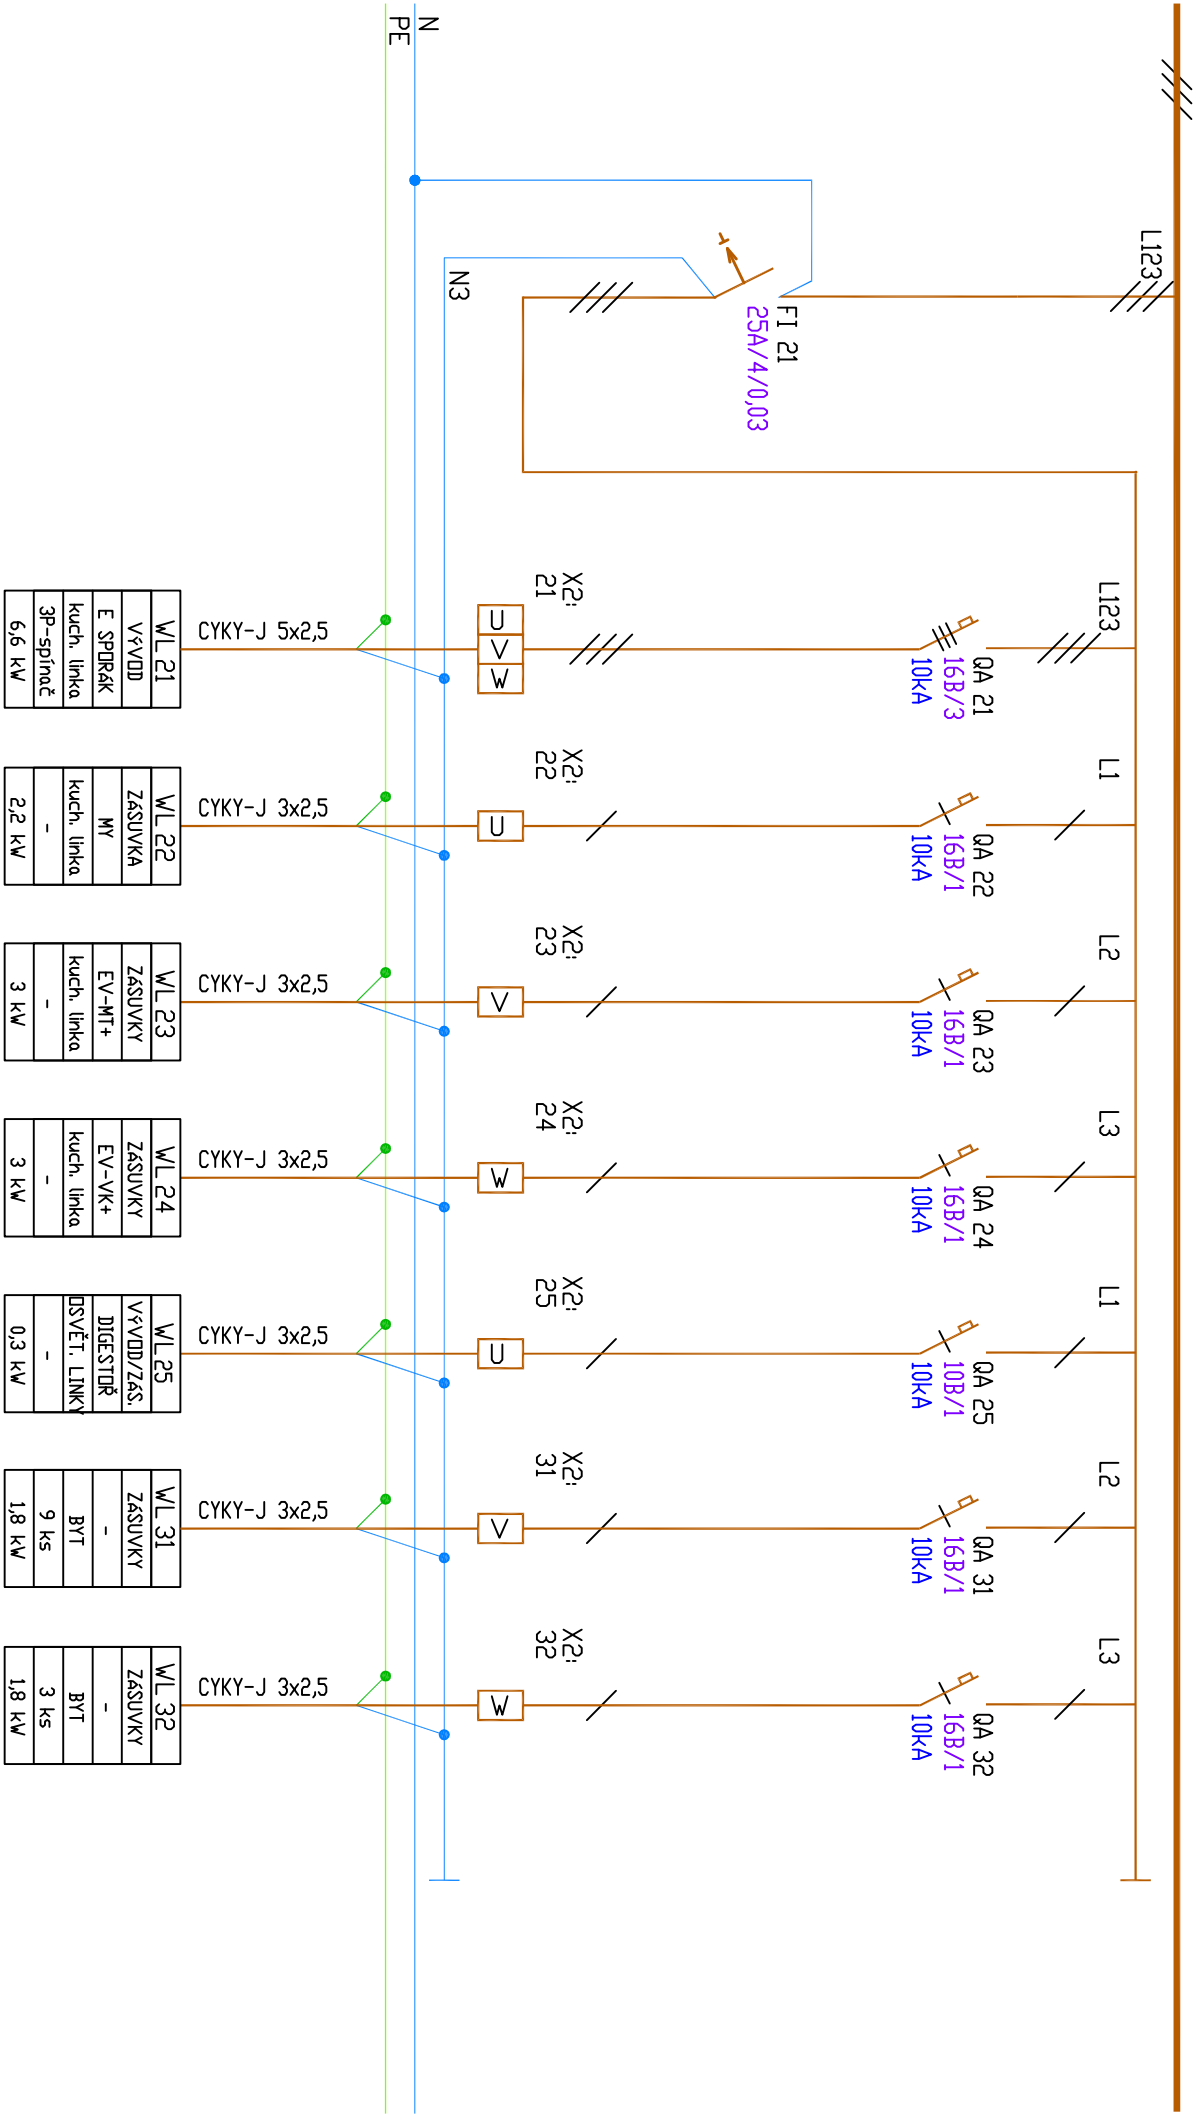 L123
N
PE
N3
FI 21
25A/4/0,03
L123
QA 21
16B/3
10kA
X2:
21
U
V
W
CYKY-J 5x2,5
WL 21
VÝVOD
E SPORÁK
kuch. linka
3P-spínač
6,6 kW
L1
QA 22
16B/1
10kA
X2:
22
U
CYKY-J 3x2,5
WL 22
ZÁSUVKA
MY
kuch. linka
-
2,2 kW
L2
QA 23
16B/1
10kA
X2:
23
V
CYKY-J 3x2,5
WL 23
ZÁSUVKY
EV-MT+
kuch. linka
-
3 kW
L3
QA 24
16B/1
10kA
X2:
24
W
CYKY-J 3x2,5
WL 24
ZÁSUVKY
EV-VK+
kuch. linka
-
3 kW
L1
QA 25
10B/1
10kA
X2:
25
U
CYKY-J 3x2,5
WL 25
VÝVOD/ZÁS.
DIGESTOŘ
OSVĚT. LINKY
-
0,3 kW
L2
QA 31
16B/1
10kA
X2:
31
V
CYKY-J 3x2,5
WL 31
ZÁSUVKY
-
BYT
9 ks
1,8 kW
L3
QA 32
16B/1
10kA
X2:
32
W
CYKY-J 3x2,5
WL 32
ZÁSUVKY
-
BYT
3 ks
1,8 kW